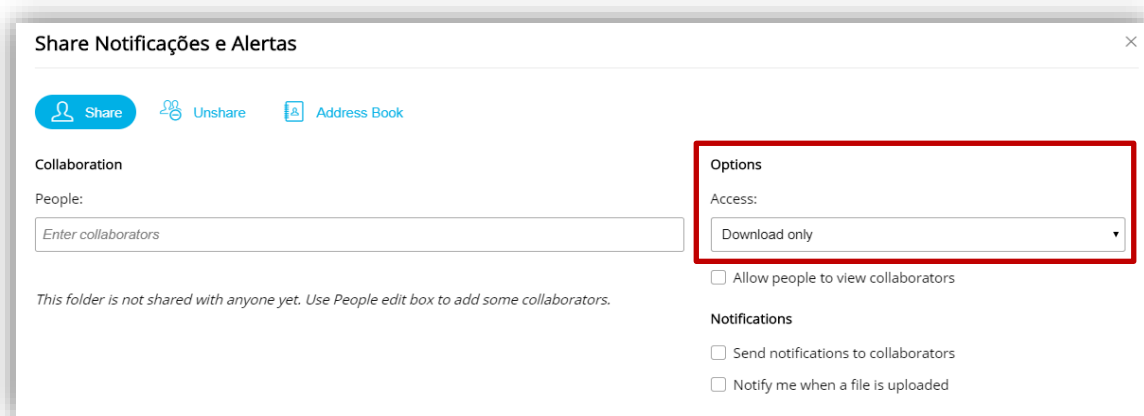 Share Notificações e Alertas
Share Unshare Address Book
Collaboration
People:
Enter collaborators
This folder is not shared with anyone yet. Use People edit box to add some collaborators.
Options
Access:
Download only
Allow people to view collaborators
Notifications
Send notifications to collaborators
Notify me when a file is uploaded